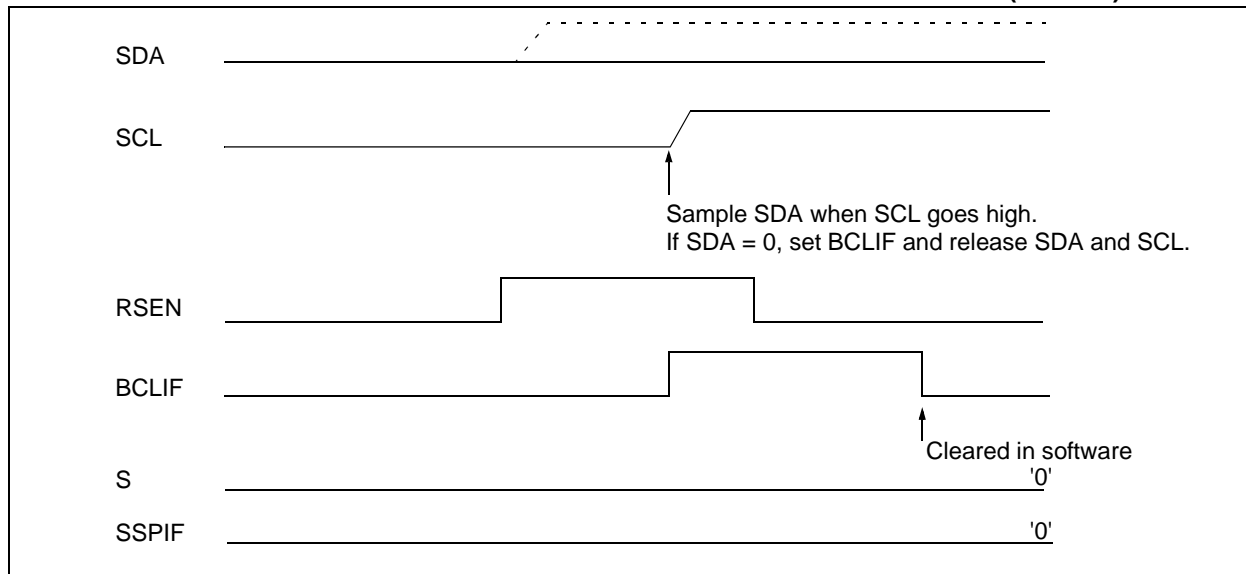 SDA
SCL
Sample SDA when SCL goes high.
If SDA = 0, set BCLIF and release SDA and SCL.
RSEN
BCLIF
Cleared in software
S
'0'
SSPIF
'0'